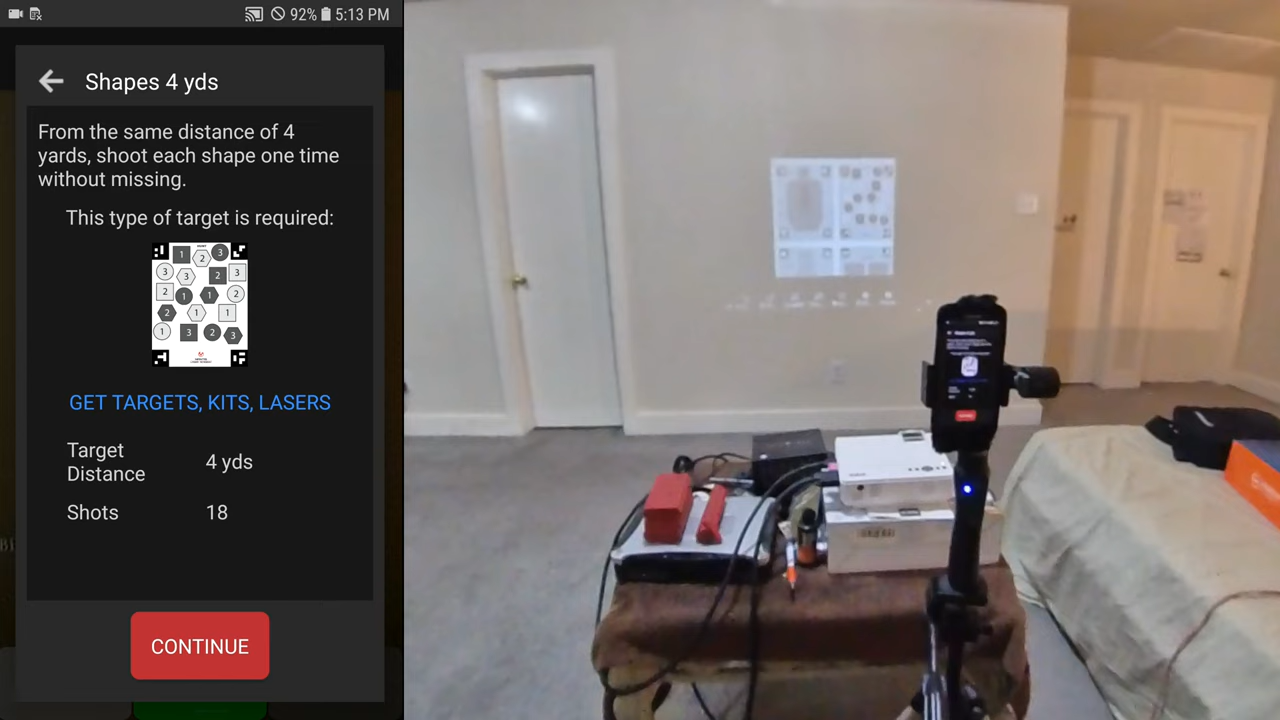 92% 5:13 PM
Shapes 4 yds
From the same distance of 4
yards, shoot each shape one time
without missing.
This type of target is required:
1 2 3
3 3 2 3
2 1 1 2
2 1 1
1 3 2 3
GET TARGETS, KITS, LASERS
Target
Distance 4 yds
Shots 18
CONTINUE